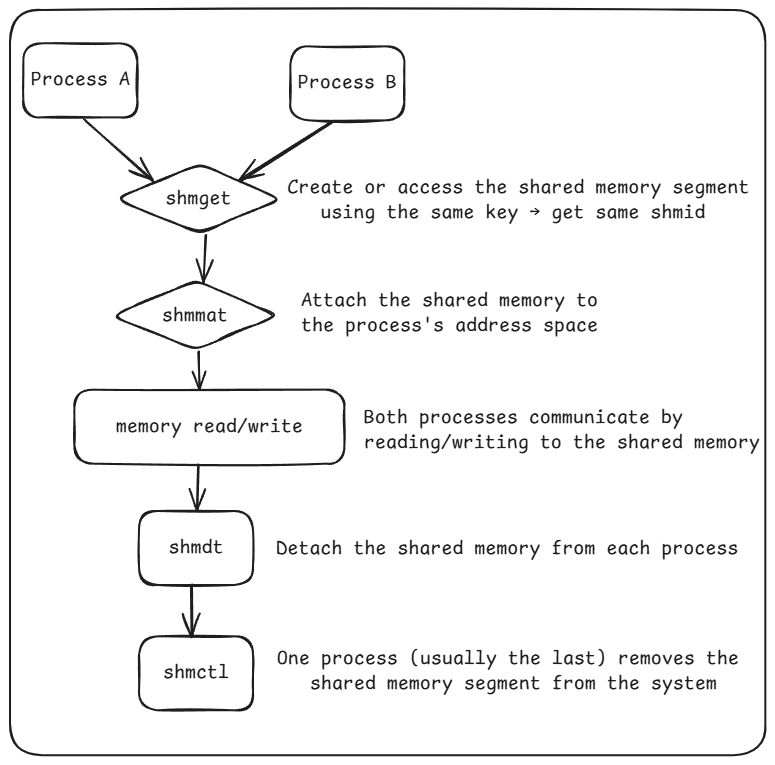 Process A
Process B
shmget
Create or access the shared memory segment
using the same key → get same shmid
shmmat
Attach the shared memory to
the process's address space
memory read/write
Both processes communicate by
reading/writing to the shared memory
shmdt
Detach the shared memory from each process
shmctl
One process (usually the last) removes the
shared memory segment from the system